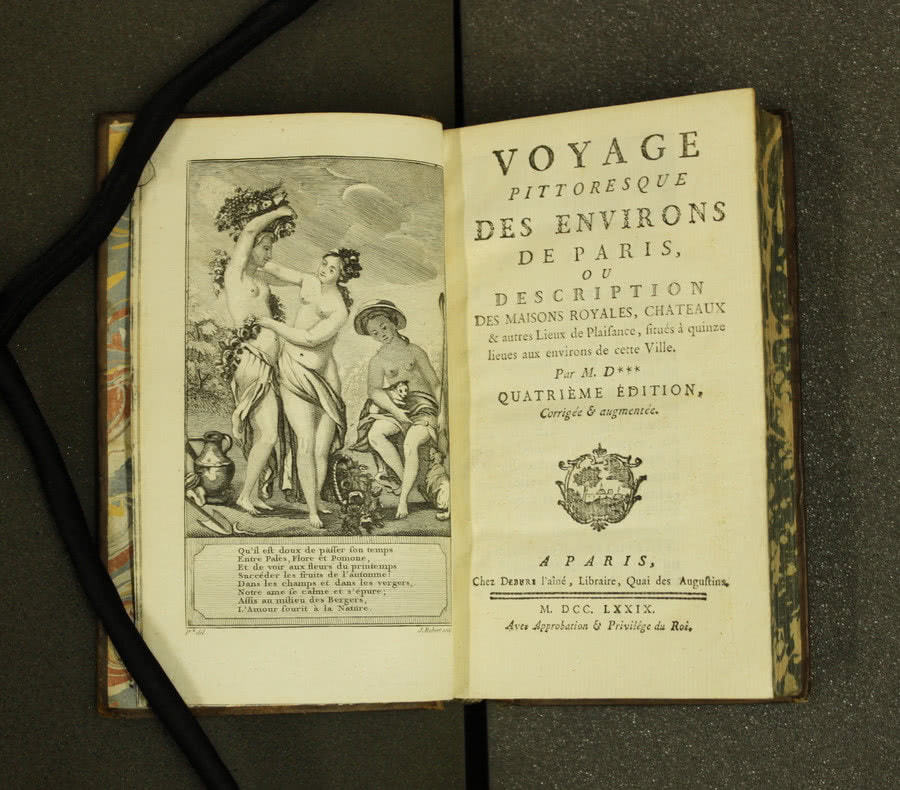 Qu'il est doux de passer son temps
Entre Palès, Flore et Pomone,
Et de voir aux fleurs du printemps
Succéder les fruits de l'automne!
Dans les champs et dans les vergers,
Notre ame se calme et s'épure;
Assis au milieu des Bergers,
L'Amour sourit à la Nature.
del.
J. Robert
VOYAGE
PITTORESQUE
DES ENVIRONS
DE PARIS,
OU
DESCRIPTION
DES MAISONS ROYALES, CHATEAUX
& autres Lieux de Plaisance, situés à quinze
lieues aux environs de cette Ville.
Par M. D***
QUATRIÈME ÉDITION,
Corrigée & augmentée.
A PARIS,
Chez DEBURE l'aîné, Libraire, Quai des Augustins.
M. DCC. LXXIX.
Avec Approbation & Privilége du Roi.